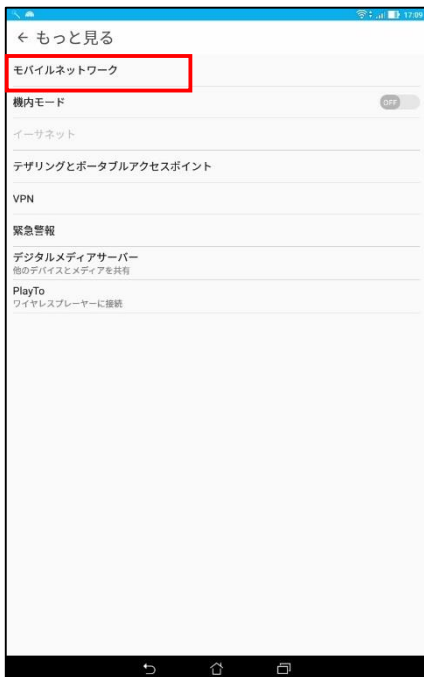 17:09
← もっと見る
モバイルネットワーク
機内モード
OFF
イーサネット
テザリングとポータブルアクセスポイント
VPN
緊急警報
デジタルメディアサーバー
他のデバイスとメディアを共有
PlayTo
ワイヤレスプレーヤーに接続